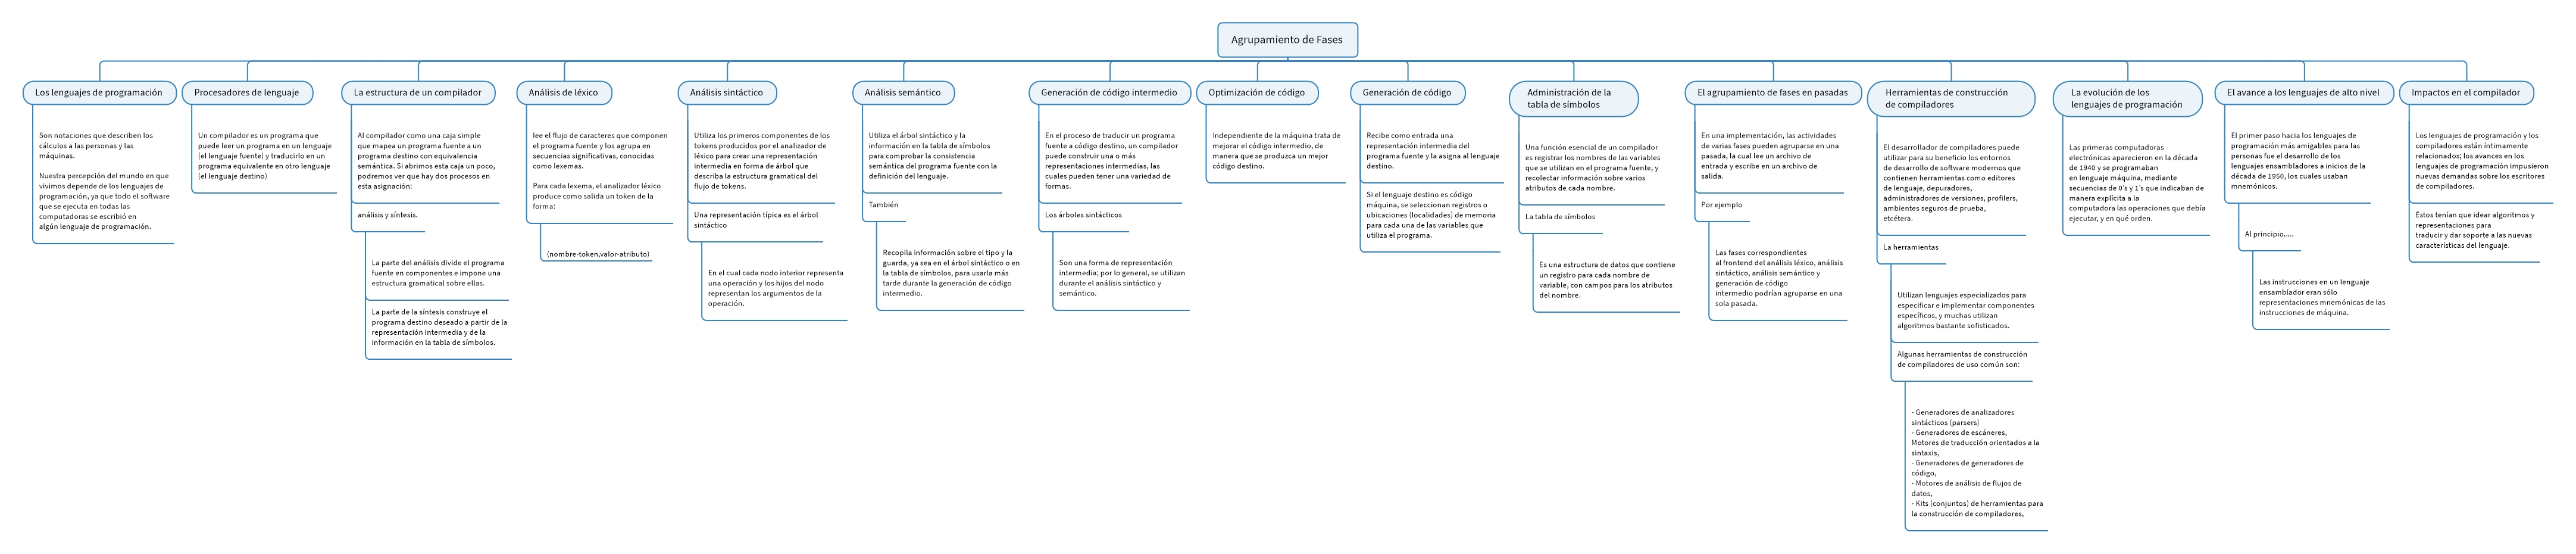 Agrupamiento de Fases
Los lenguajes de programación
Son notaciones que describen los
cálculos a las personas y las
máquinas.
Nuestra percepción del mundo en que
vivimos depende de los lenguajes de
programación, ya que todo el software
que se ejecuta en todas las
computadoras se escribió en
algún lenguaje de programación.
Procesadores de lenguaje
Un compilador es un programa que
puede leer un programa en un lenguaje
(el lenguaje fuente) y traducirlo en un
programa equivalente en otro lenguaje
(el lenguaje destino)
La estructura de un compilador
Al compilador como una caja simple
que mapea un programa fuente a un
programa destino con equivalencia
semántica. Si abrimos esta caja un poco,
podremos ver que hay dos procesos en
esta asignación:
análisis y síntesis.
La parte del análisis divide el programa
fuente en componentes e impone una
estructura gramatical sobre ellas.
La parte de la síntesis construye el
programa destino deseado a partir de la
representación intermedia y de la
información en la tabla de símbolos.
Análisis de léxico
lee el flujo de caracteres que componen
el programa fuente y los agrupa en
secuencias significativas, conocidas
como lexemas.
Para cada lexema, el analizador léxico
produce como salida un token de la
forma:
(nombre-token,valor-atributo)
Análisis sintáctico
Utiliza los primeros componentes de los
tokens producidos por el analizador de
léxico para crear una representación
intermedia en forma de árbol que
describa la estructura gramatical del
flujo de tokens.
Una representación típica es el árbol
sintáctico
En el cual cada nodo interior representa
una operación y los hijos del nodo
representan los argumentos de la
operación.
Análisis semántico
Utiliza el árbol sintáctico y la
información en la tabla de símbolos
para comprobar la consistencia
semántica del programa fuente con la
definición del lenguaje.
También
Recopila información sobre el tipo y la
guarda, ya sea en el árbol sintáctico o en
la tabla de símbolos, para usarla más
tarde durante la generación de código
intermedio.
Generación de código intermedio
En el proceso de traducir un programa
fuente a código destino, un compilador
puede construir una o más
representaciones intermedias, las
cuales pueden tener una variedad de
formas.
Los árboles sintácticos
Son una forma de representación
intermedia; por lo general, se utilizan
durante el análisis sintáctico y
semántico.
Optimización de código
Independiente de la máquina trata de
mejorar el código intermedio, de
manera que se produzca un mejor
código destino.
Generación de código
Recibe como entrada una
representación intermedia del
programa fuente y la asigna al lenguaje
destino.
Si el lenguaje destino es código
máquina, se seleccionan registros o
ubicaciones (localidades) de memoria
para cada una de las variables que
utiliza el programa.
Administración de la
tabla de símbolos
Una función esencial de un compilador
es registrar los nombres de las variables
que se utilizan en el programa fuente, y
recolectar información sobre varios
atributos de cada nombre.
La tabla de símbolos
Es una estructura de datos que contiene
un registro para cada nombre de
variable, con campos para los atributos
del nombre.
El agrupamiento de fases en pasadas
En una implementación, las actividades
de varias fases pueden agruparse en una
pasada, la cual lee un archivo de
entrada y escribe en un archivo de
salida.
Por ejemplo
Las fases correspondientes
al frontend del análisis léxico, análisis
sintáctico, análisis semántico y
generación de código
intermedio podrían agruparse en una
sola pasada.
Herramientas de construcción
de compiladores
El desarrollador de compiladores puede
utilizar para su beneficio los entornos
de desarrollo de software modernos que
contienen herramientas como editores
de lenguaje, depuradores,
administradores de versiones, profilers,
ambientes seguros de prueba,
etcétera.
La herramientas
Utilizan lenguajes especializados para
especificar e implementar componentes
específicos, y muchas utilizan
algoritmos bastante sofisticados.
Algunas herramientas de construcción
de compiladores de uso común son:
- Generadores de analizadores
sintácticos (parsers)
- Generadores de escáneres,
Motores de traducción orientados a la
sintaxis,
- Generadores de generadores de
código,
- Motores de análisis de flujos de
datos,
- Kits (conjuntos) de herramientas para
la construcción de compiladores,
La evolución de los
lenguajes de programación
Las primeras computadoras
electrónicas aparecieron en la década
de 1940 y se programaban
en lenguaje máquina, mediante
secuencias de 0's y 1's que indicaban de
manera explícita a la
computadora las operaciones que debía
ejecutar, y en qué orden.
El avance a los lenguajes de alto nivel
El primer paso hacia los lenguajes de
programación más amigables para las
personas fue el desarrollo de los
lenguajes ensambladores a inicios de la
década de 1950, los cuales usaban
mnemónicos.
Al principio.....
Las instrucciones en un lenguaje
ensamblador eran sólo
representaciones mnemónicas de las
instrucciones de máquina.
Impactos en el compilador
Los lenguajes de programación y los
compiladores están íntimamente
relacionados; los avances en los
lenguajes de programación impusieron
nuevas demandas sobre los escritores
de compiladores.
Éstos tenían que idear algoritmos y
representaciones para
traducir y dar soporte a las nuevas
características del lenguaje.